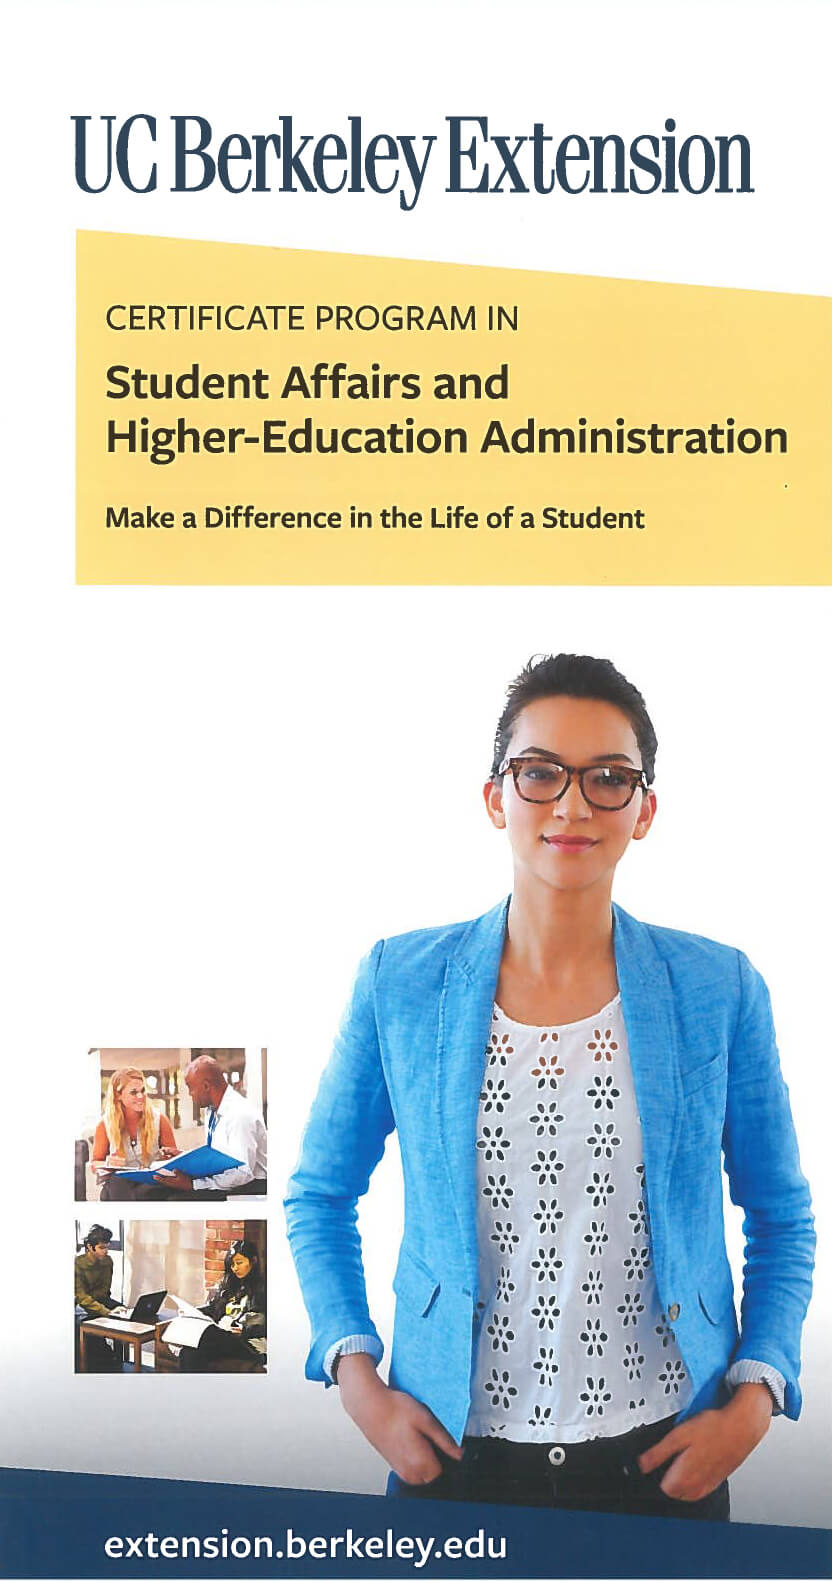 UC Berkeley Extension
CERTIFICATE PROGRAM IN
Student Affairs and
Higher-Education Administration
Make a Difference in the Life of a Student
extension.berkeley.edu